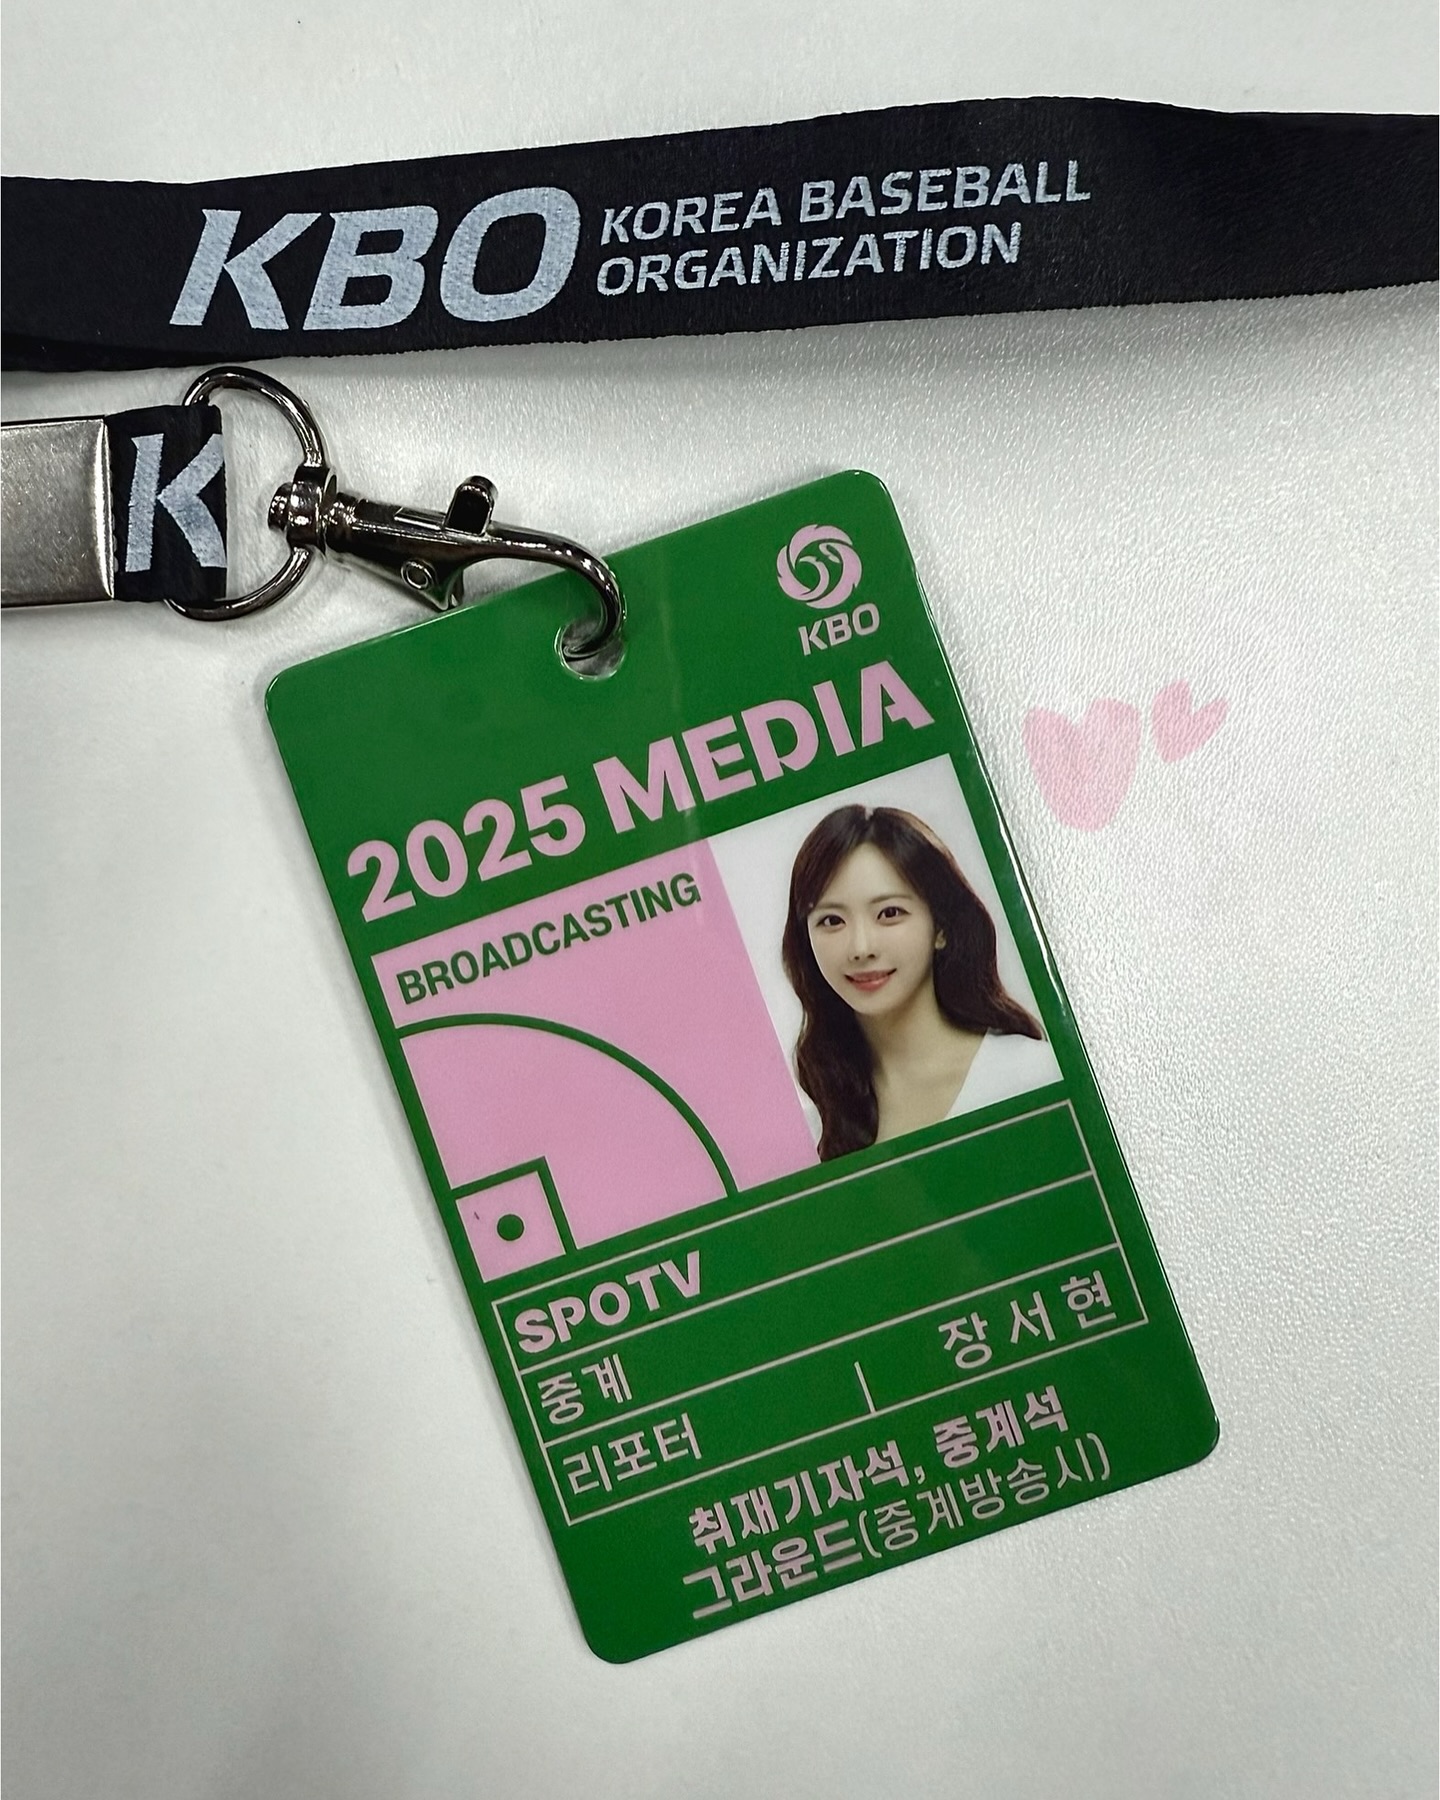 KBO KOREA BASEBALL
ORGANIZATION
K
KBO
2025 MEDIA
BROADCASTING
SPOTV
중계
리포터 | 장서현
취재기자석, 중계석
그라운드(중계방송시)